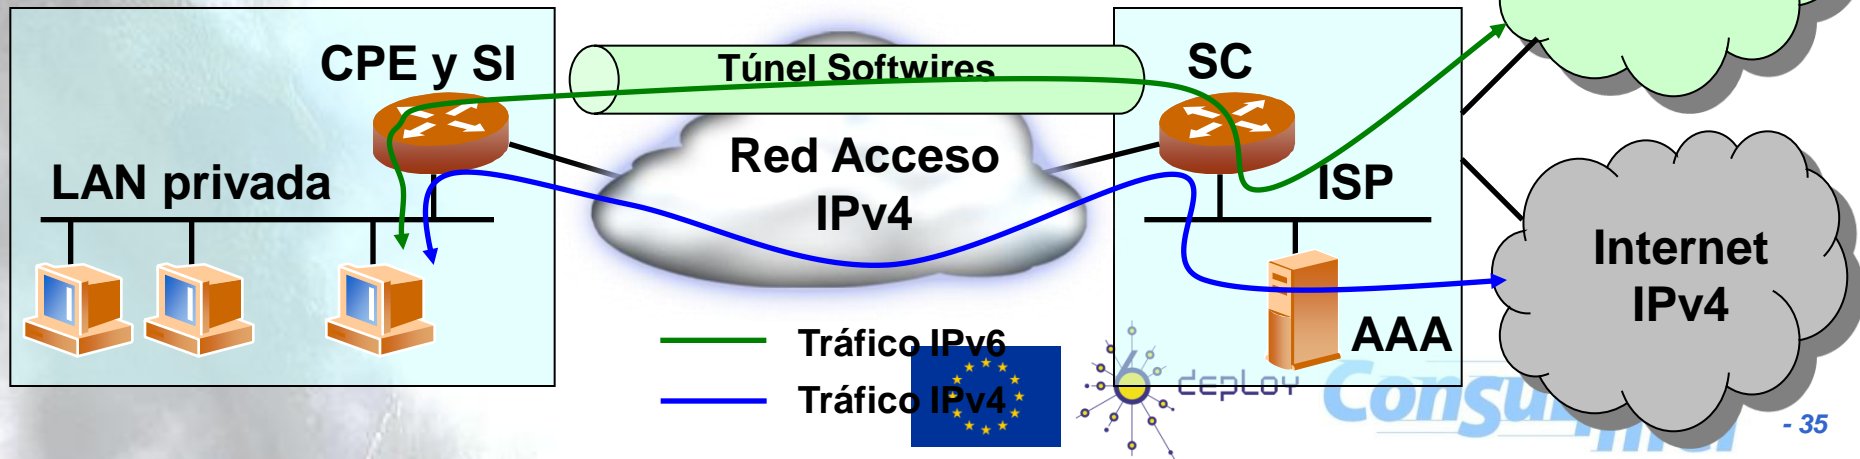 CPE y SI
Túnel Softwires
SC
LAN privada
Red Acceso
IPv4
ISP
Internet
IPv4
AAA
Tráfico IPv6
Tráfico IPv4
6
deploy
- 35